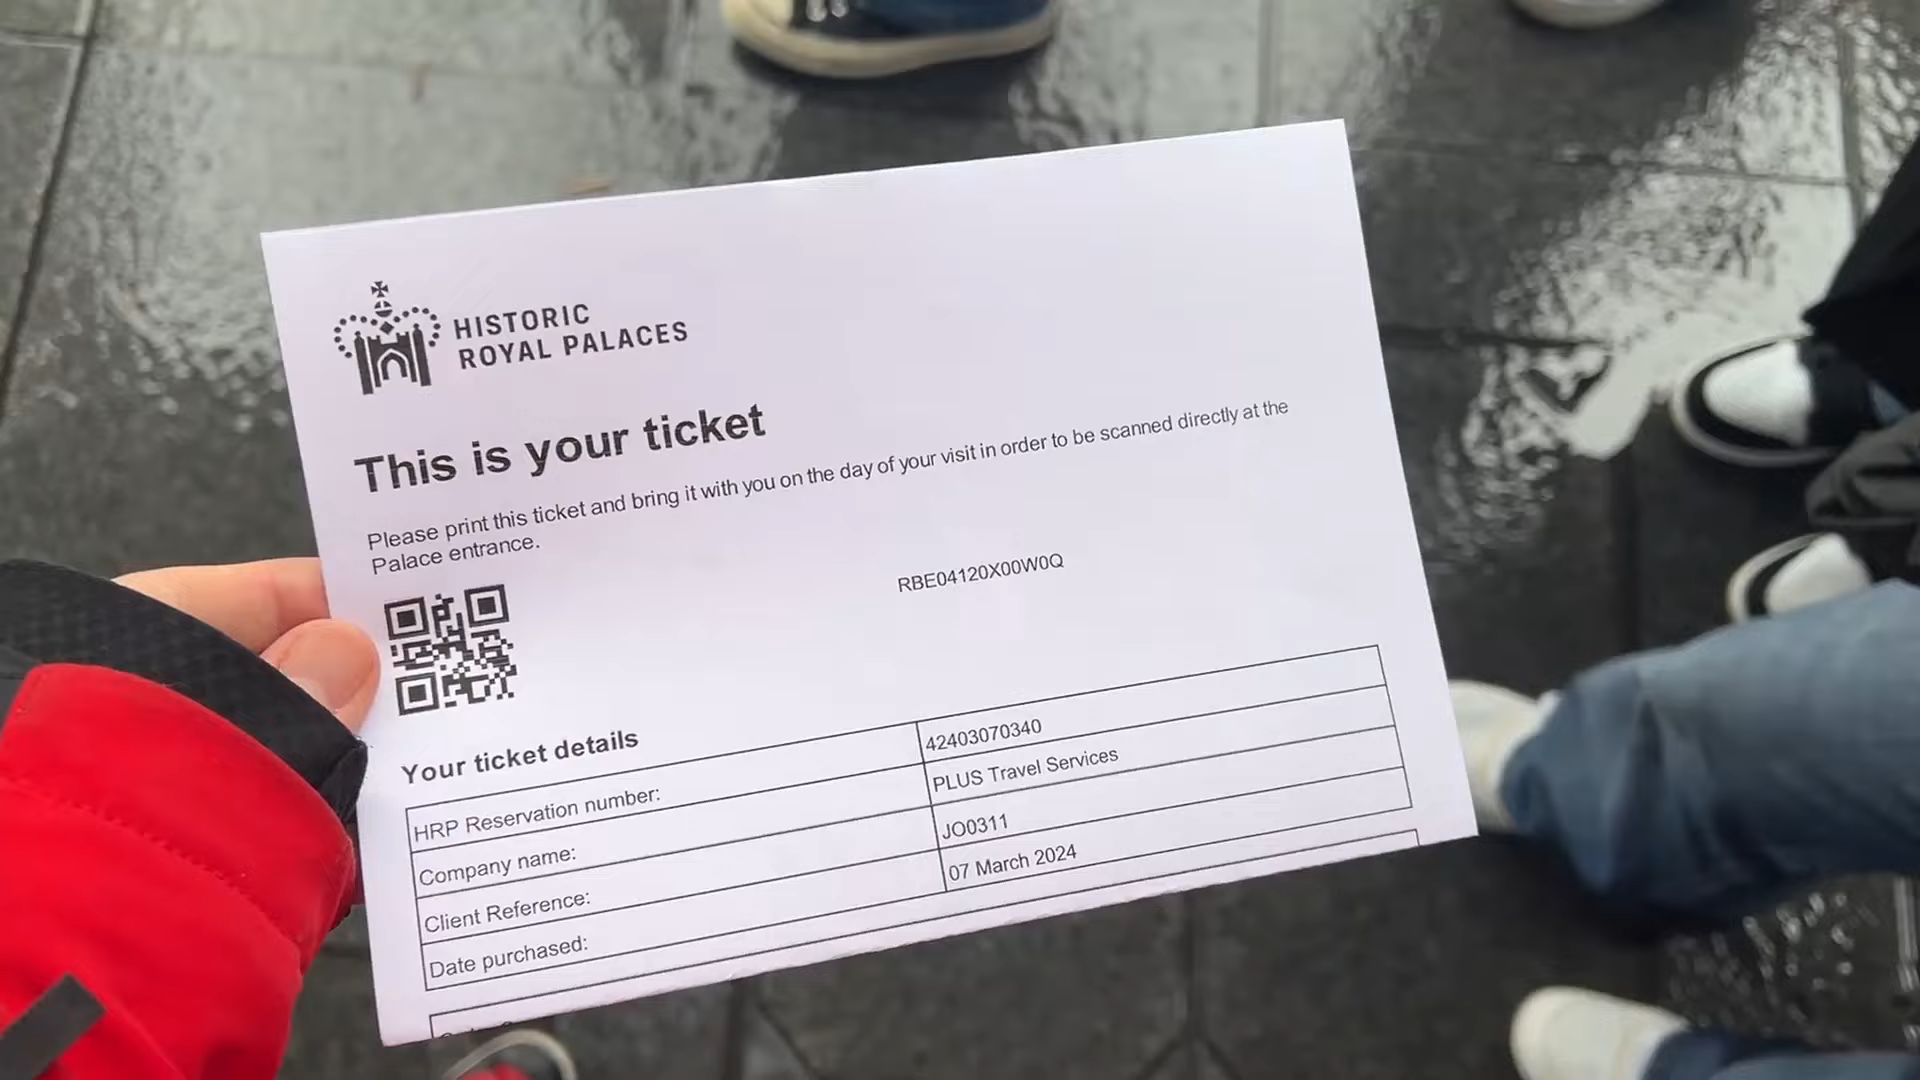 HISTORIC
ROYAL PALACES
This is your ticket
Please print this ticket and bring it with you on the day of your visit in order to be scanned directly at the
Palace entrance.
RBE04120X00W0Q
Your ticket details
HRP Reservation number: 42403070340
Company name: PLUS Travel Services
Client Reference: JO0311
Date purchased: 07 March 2024